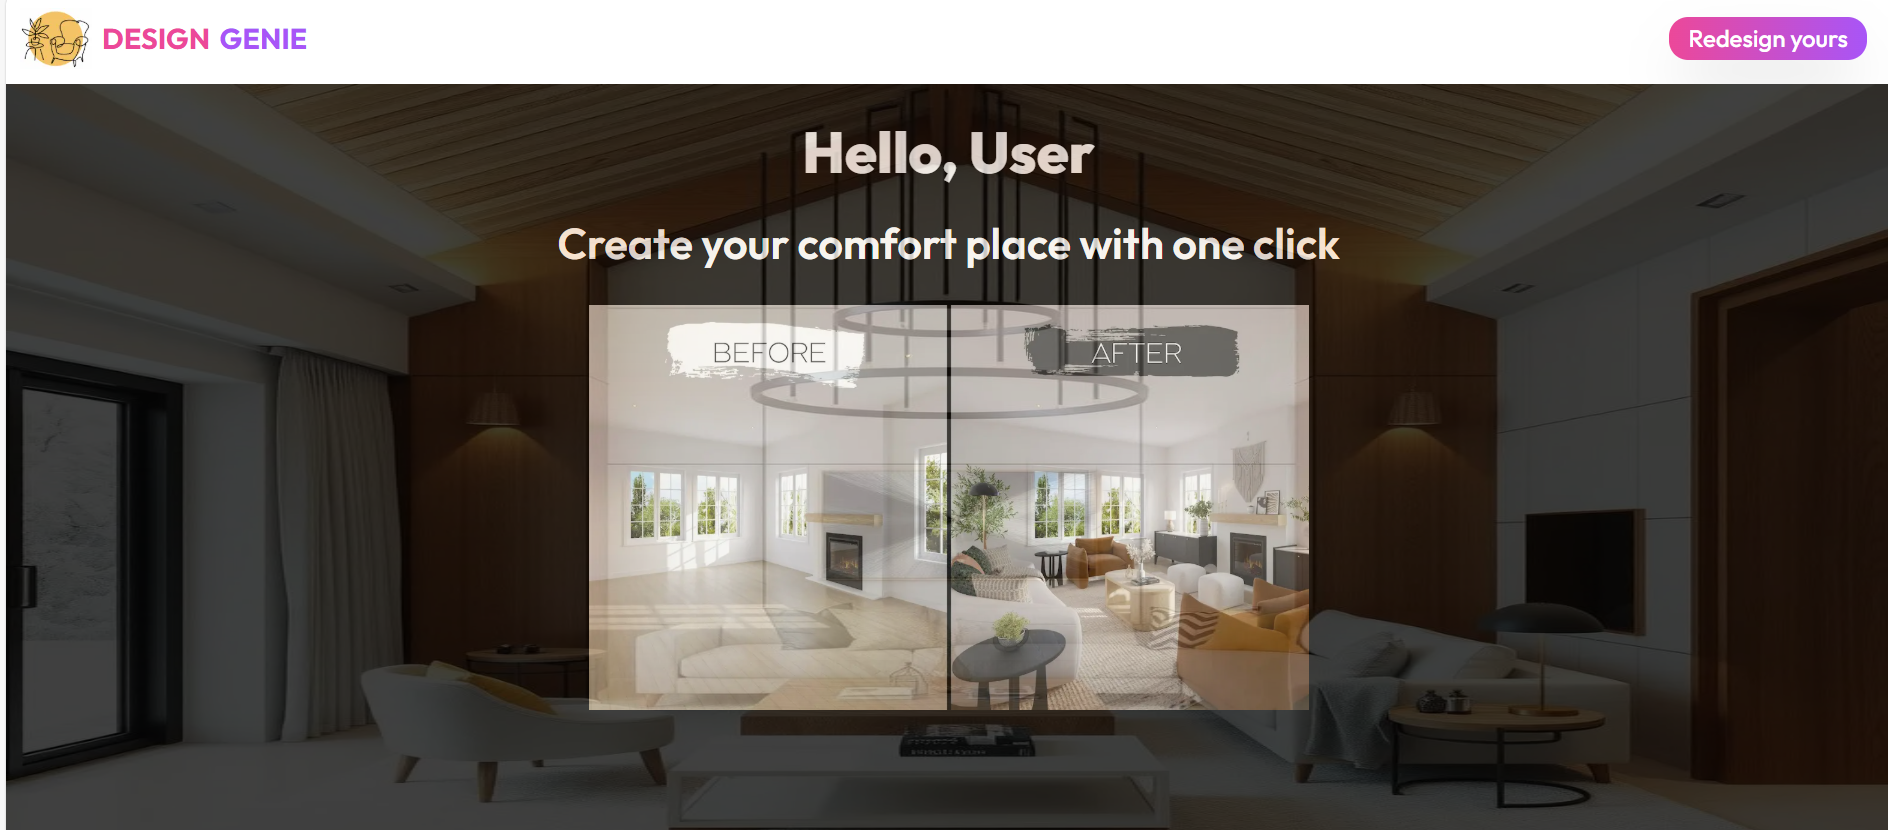 DESIGN GENIE
Redesign yours
Hello, User
Create your comfort place with one click
BEFORE
AFTER